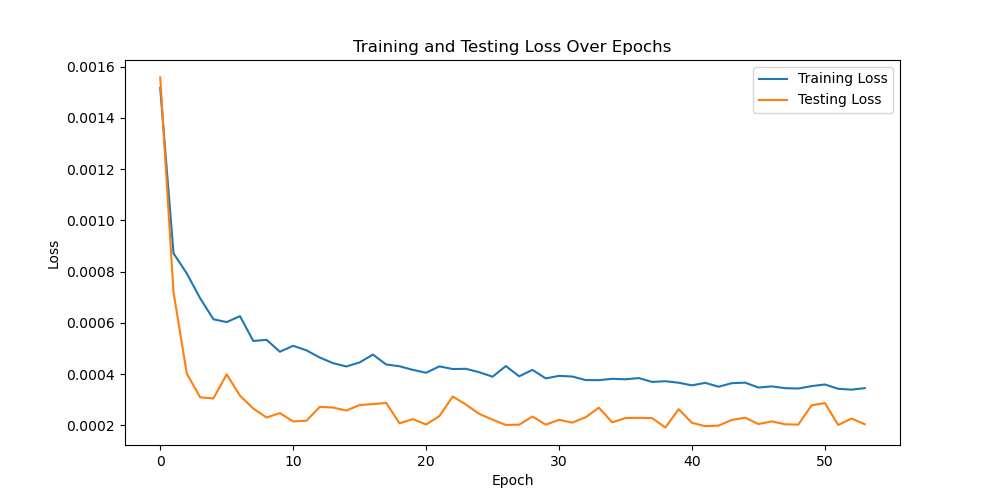 Training and Testing Loss Over Epochs
Training Loss
Testing Loss
0.0016
0.0014
0.0012
0.0010
0.0008
0.0006
0.0004
0.0002
Loss
0 10 20 30 40 50
Epoch